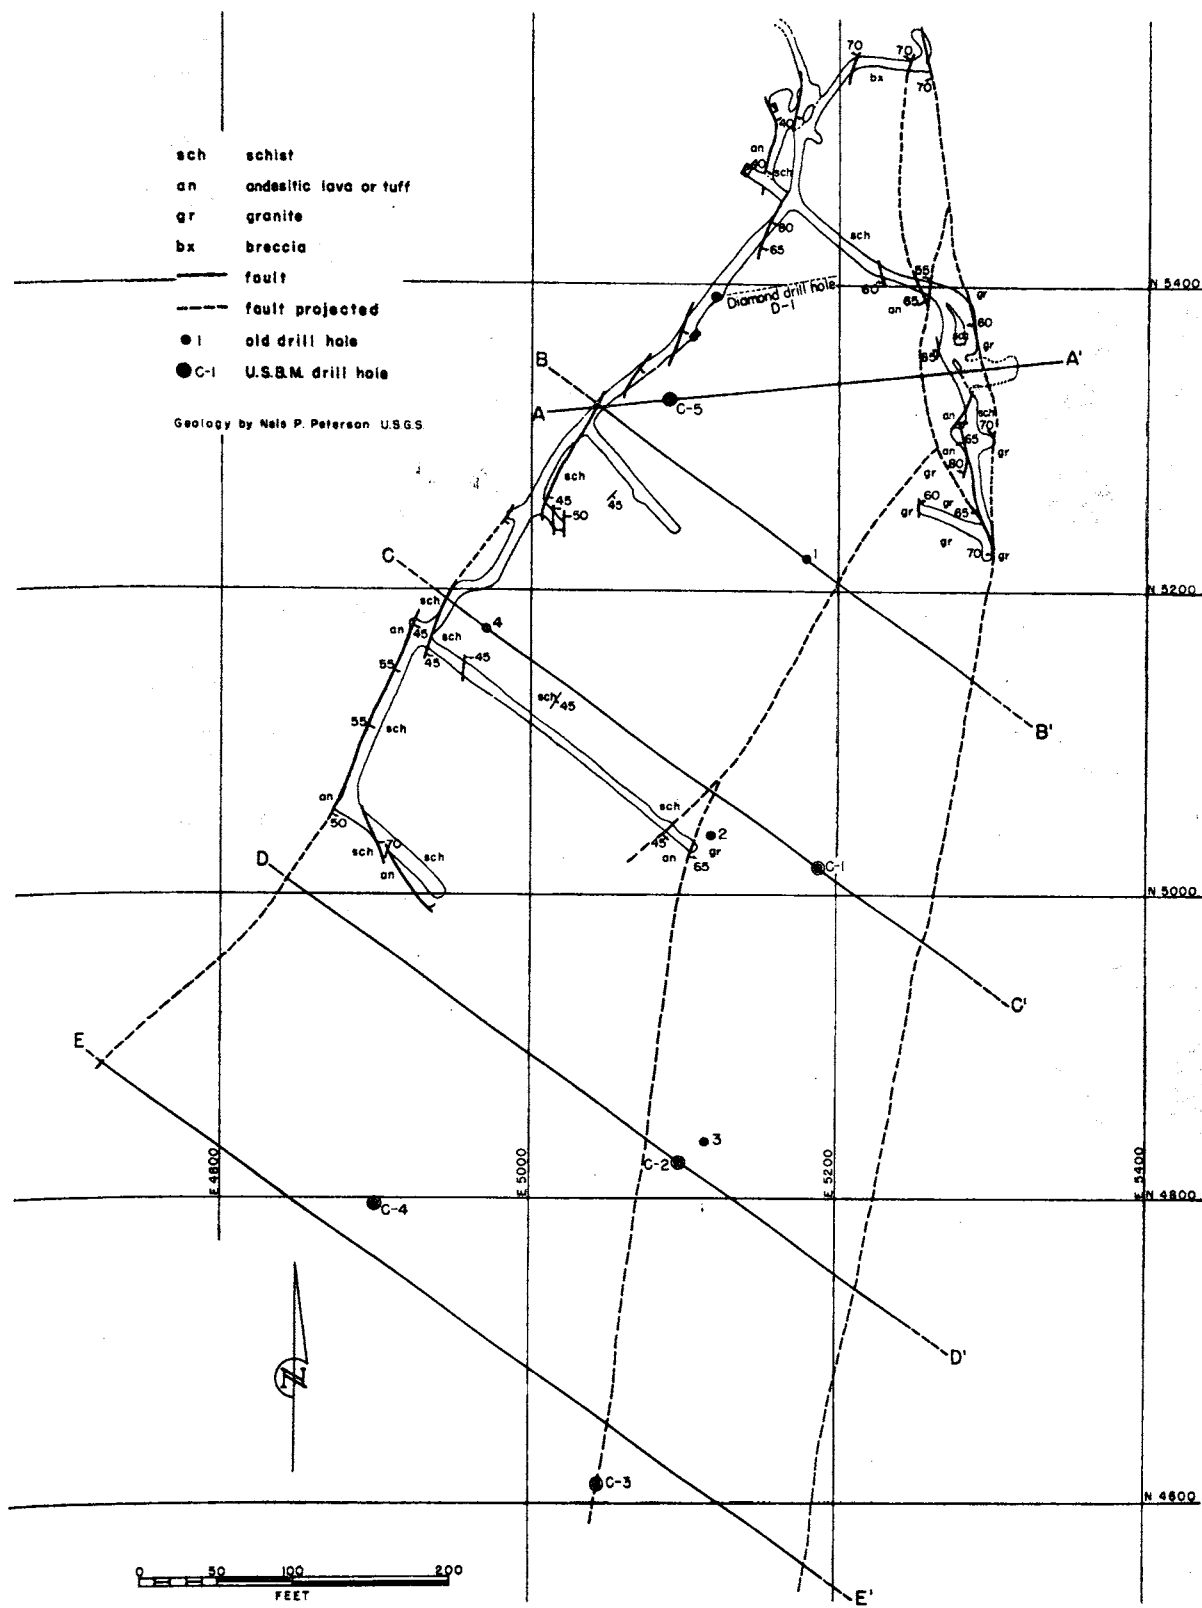 sch schist
an andesitic lava or tuff
gr granite
bx breccia
fault
fault projected
1 old drill hole
C-1 U.S.B.M. drill hole
Geology by Nels P. Peterson U.S.G.S.
70
70
bx
70
40
an
40
sch
80
65
sch
60
55
65
an
gr
60
gr
65
Diamond drill hole
D-1
N 5400
B
A
C-5
A'
an
sch
70
65
an
80
gr
gr
60
gr
gr
65
gr
70
gr
sch
45
50
45
1
C
sch
an
45
sch
45
45
4
N 5200
55
sch
45
55
sch
B'
an
50
70
sch
sch
an
sch
45
an
65
gr
2
C-1
D
N 5000
C'
E
3
C-2
C-4
E 4800
E 5000
E 5200
E 5400
N 4800
D'
N
C-3
N 4600
E'
0 50 100 200
FEET